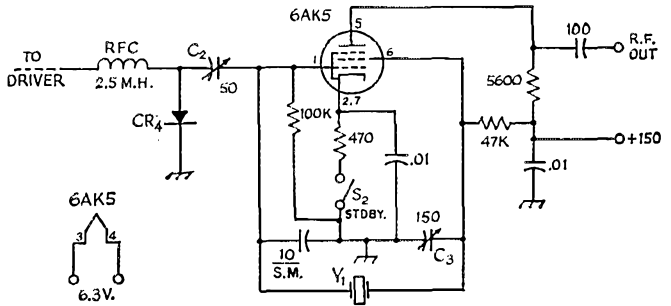 6AK5
5
100
R.F.
OUT
TO
DRIVER
RFC
2.5 M.H.
C2
50
1
6
2,7
5600
CR4
100K
470
.01
47K
+150
.01
S2
STDBY.
150
C3
6AK5
3
4
6.3V.
10
S.M.
Y1